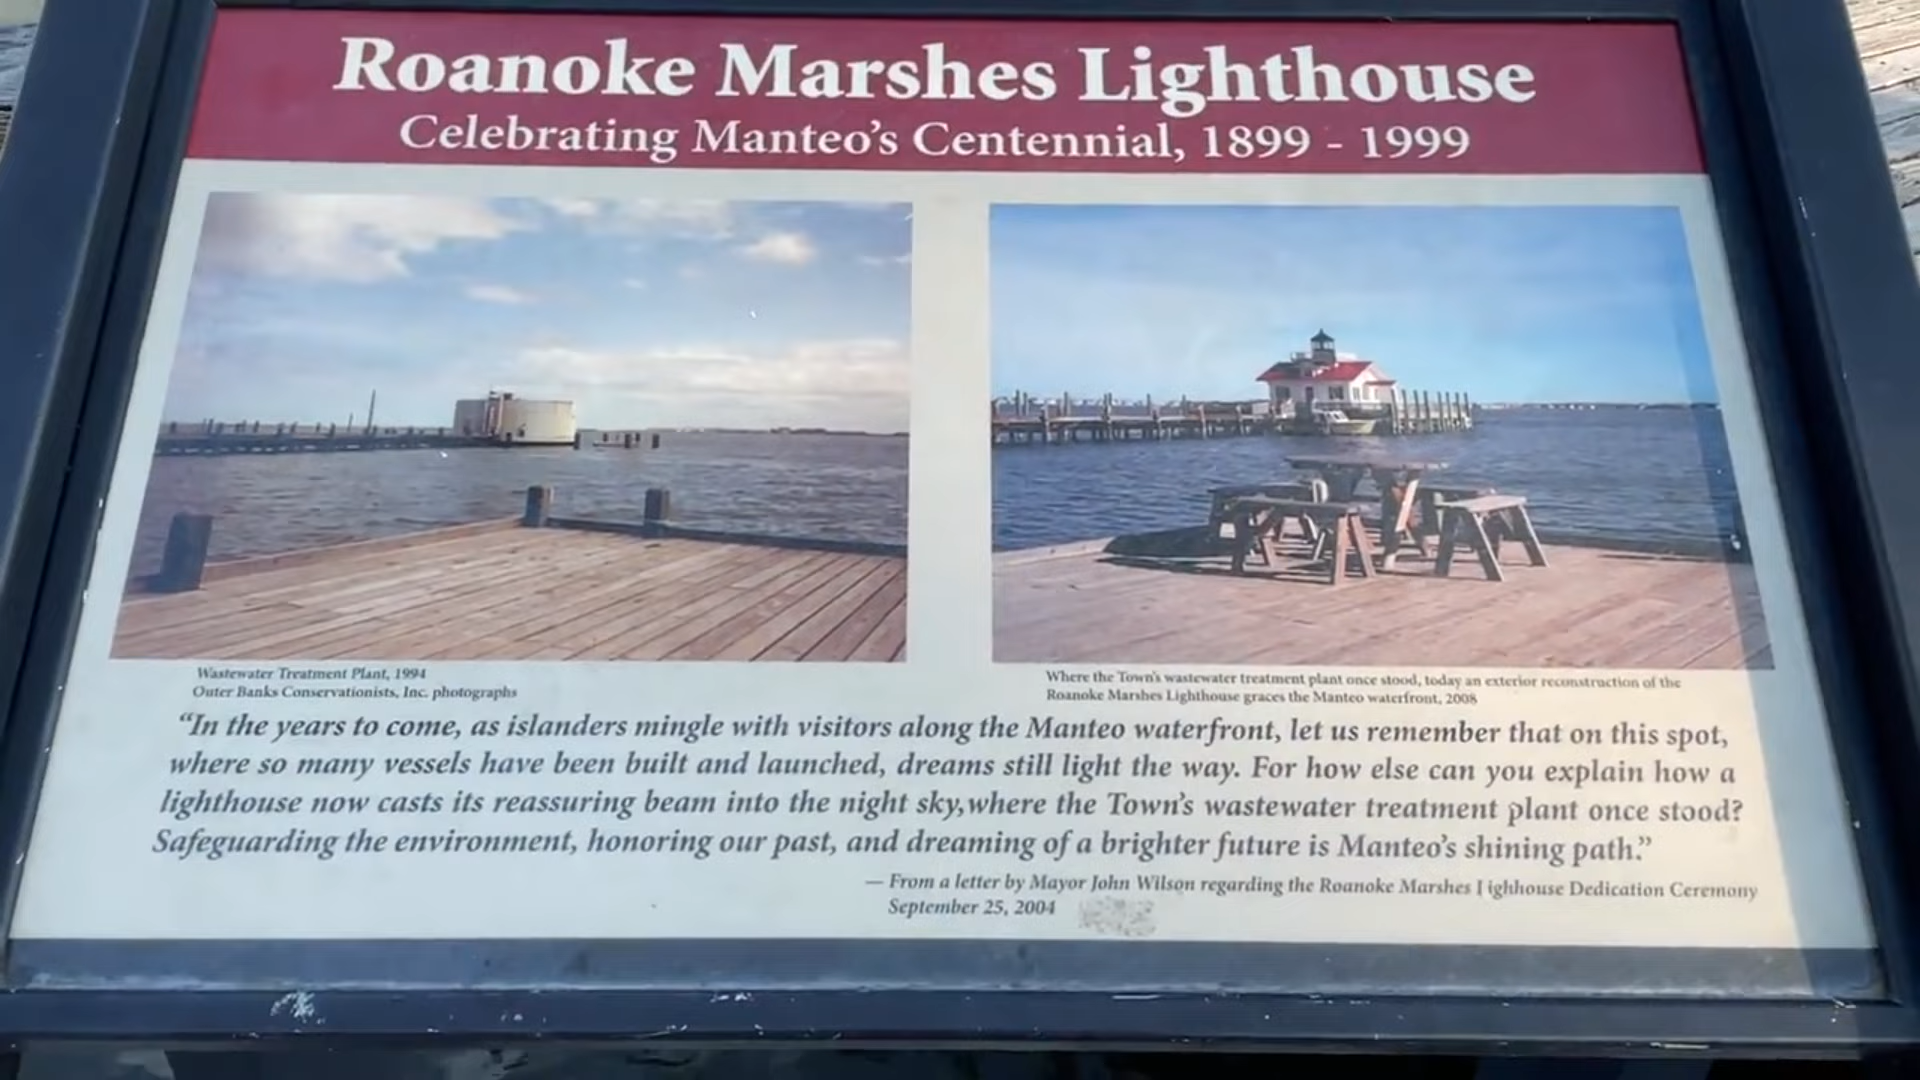 Roanoke Marshes Lighthouse
Celebrating Manteo's Centennial, 1899 - 1999
Wastewater Treatment Plant, 1994
Outer Banks Conservationists, Inc. photographs
Where the Town's wastewater treatment plant once stood, today an exterior reconstruction of the
Roanoke Marshes Lighthouse graces the Manteo waterfront, 2008
“In the years to come, as islanders mingle with visitors along the Manteo waterfront, let us remember that on this spot,
where so many vessels have been built and launched, dreams still light the way. For how else can you explain how a
lighthouse now casts its reassuring beam into the night sky,where the Town's wastewater treatment plant once stood?
Safeguarding the environment, honoring our past, and dreaming of a brighter future is Manteo's shining path.”
— From a letter by Mayor John Wilson regarding the Roanoke Marshes Lighhouse Dedication Ceremony
September 25, 2004